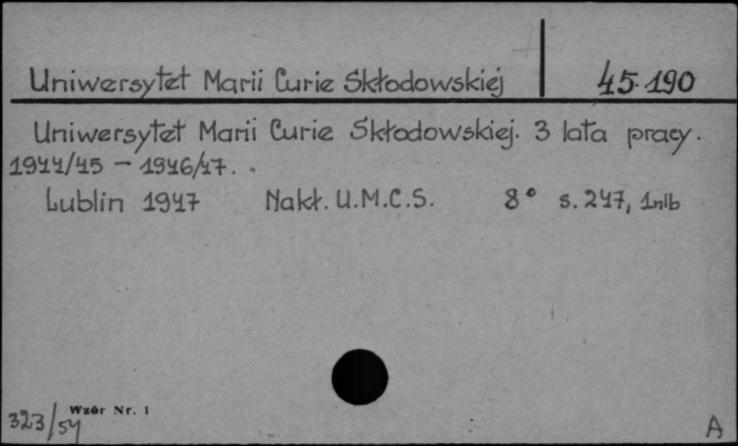 Uniwersytet Marii Curie Skłodowskiej 45.190
Uniwersytet Marii Curie Skłodowskiej. 3 lata pracy.
1944/45 – 1946/47.
Lublin 1947 Nakł. U.M.C.S. 8° s. 247, 1nlb
Wzór Nr. 1
323/54
A